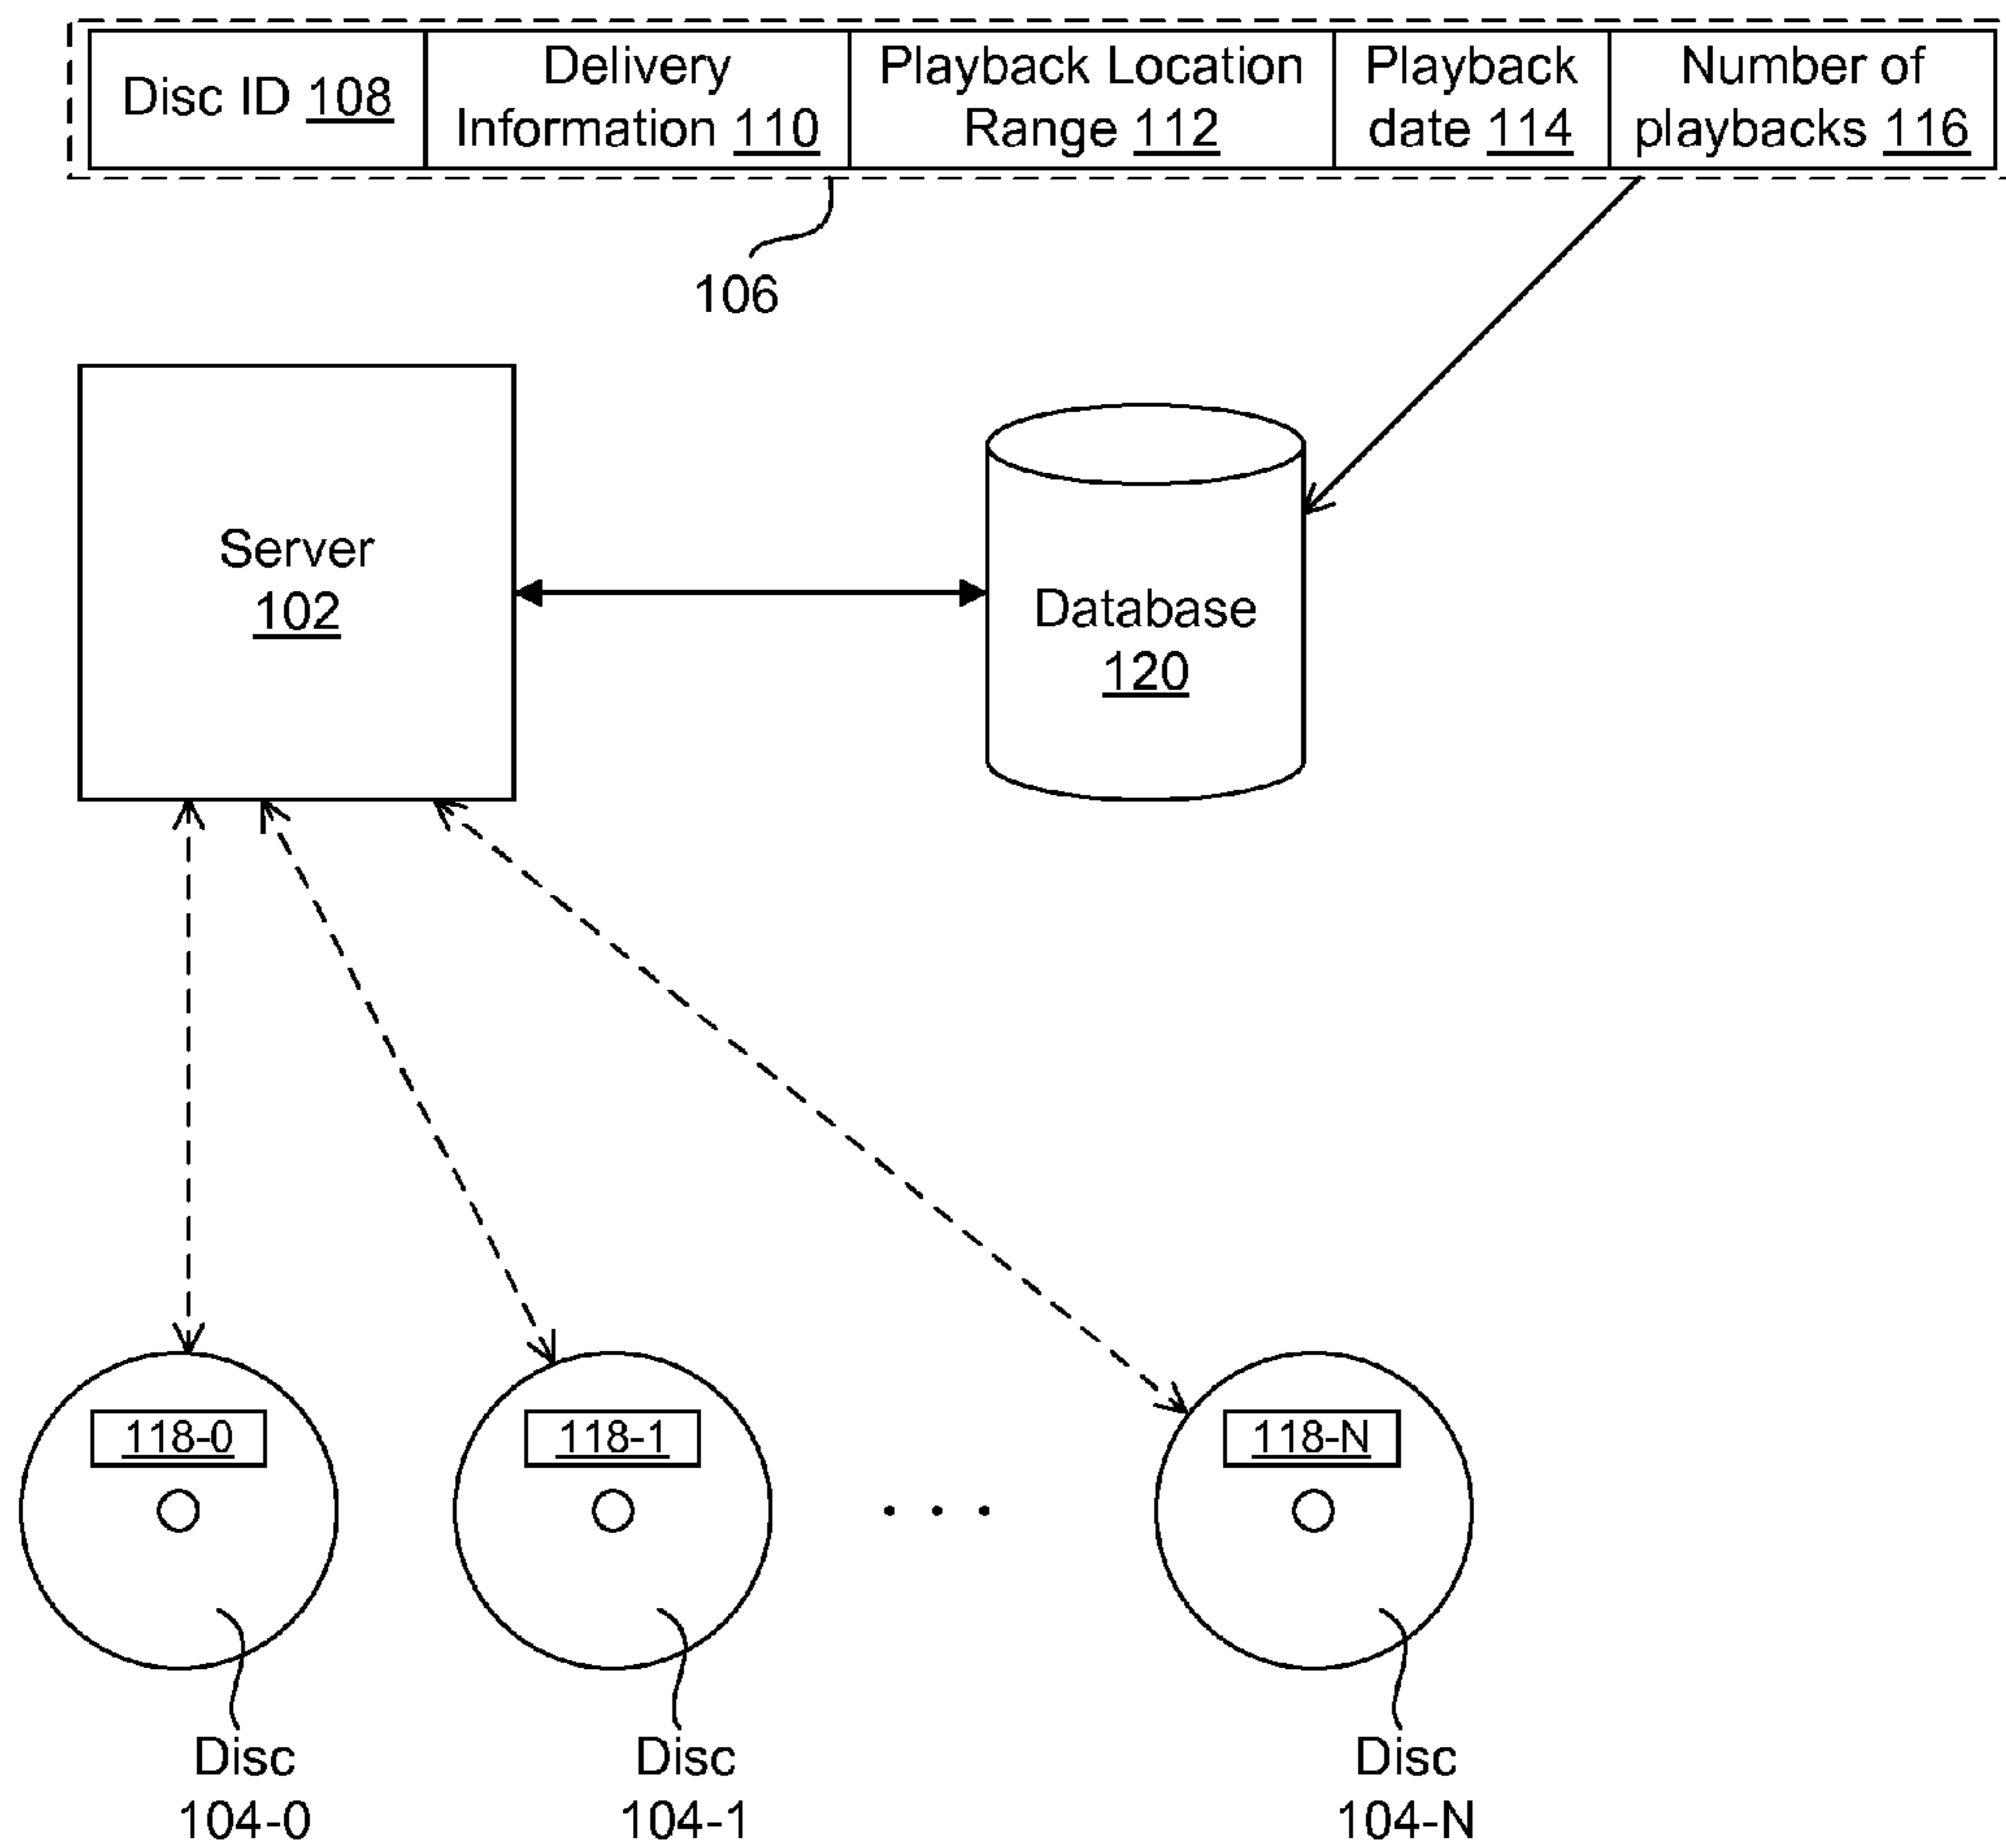 Disc ID 108
Delivery
Information 110
Playback Location
Range 112
Playback
date 114
Number of
playbacks 116
106
Server
102
Database
120
118-0
118-1
118-N
Disc
104-0
Disc
104-1
Disc
104-N